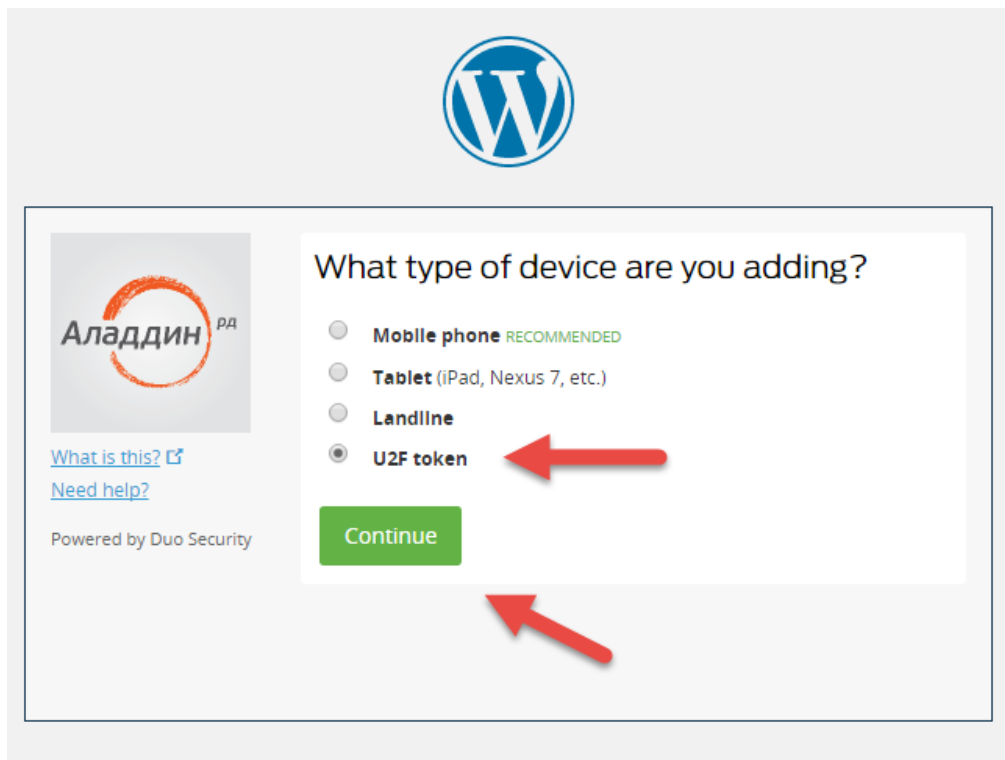 Аладдин РД
What is this?
Need help?
Powered by Duo Security
What type of device are you adding?
Mobile phone RECOMMENDED
Tablet (iPad, Nexus 7, etc.)
Landline
U2F token
Continue